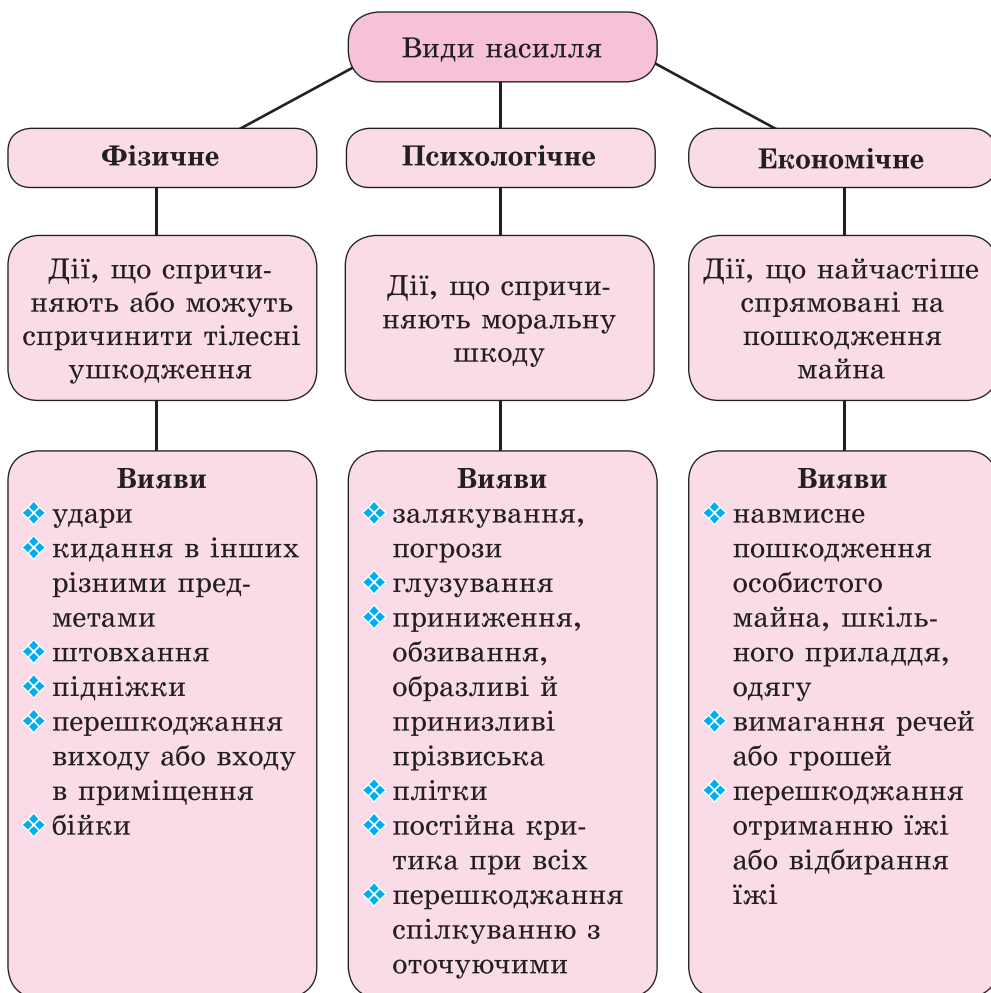 Види насилля
Фізичне
Дії, що спричи-
няють або можуть
спричинити тілесні
ушкодження
Вияви
❖ удари
❖ кидання в інших
різними пред-
метами
❖ штовхання
❖ підніжки
❖ перешкоджання
виходу або входу
в приміщення
❖ бійки
Психологічне
Дії, що спричи-
няють моральну
шкоду
Вияви
❖ залякування,
погрози
❖ глузування
❖ приниження,
обзивання,
образливі й
принизливі
прізвиська
❖ плітки
❖ постійна кри-
тика при всіх
❖ перешкоджання
спілкуванню з
оточуючими
Економічне
Дії, що найчастіше
спрямовані на
пошкодження
майна
Вияви
❖ навмисне
пошкодження
особистого
майна, шкіль-
ного приладдя,
одягу
❖ вимагання речей
або грошей
❖ перешкоджання
отриманню їжі
або відбирання
їжі